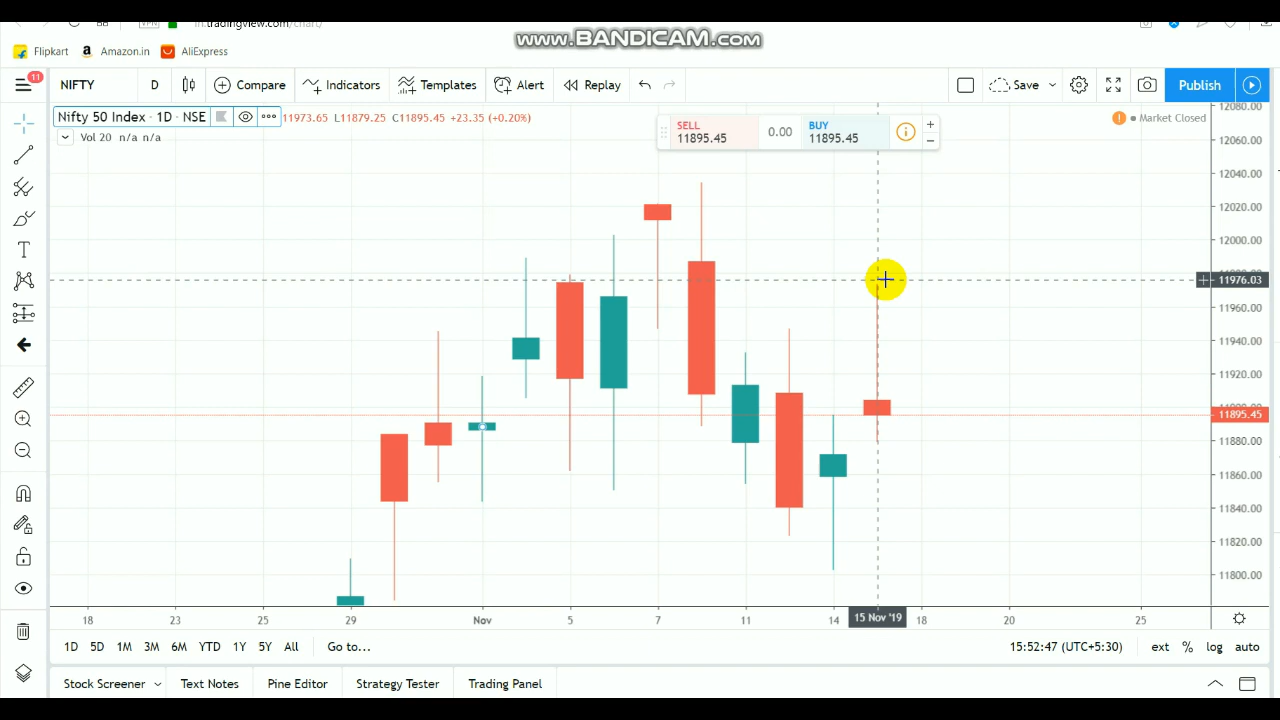 VPN in.tradingview.com/chart/
www.BANDICAM.com
Flipkart Amazon.in AliExpress
11 NIFTY D Compare Indicators Templates Alert Replay Save Publish
Nifty 50 Index · 1D · NSE 11973.65 L11879.25 C11895.45 +23.35 (+0.20%)
SELL 11895.45 0.00 BUY 11895.45
Market Closed
Vol 20 n/a n/a
12080.00
12060.00
12040.00
12020.00
12000.00
11976.03
11960.00
11940.00
11920.00
11895.45
11880.00
11860.00
11840.00
11820.00
11800.00
18 23 25 29 Nov 5 7 11 14 15 Nov '19 18 20 25
1D 5D 1M 3M 6M YTD 1Y 5Y All Go to... 15:52:47 (UTC+5:30) ext % log auto
Stock Screener Text Notes Pine Editor Strategy Tester Trading Panel